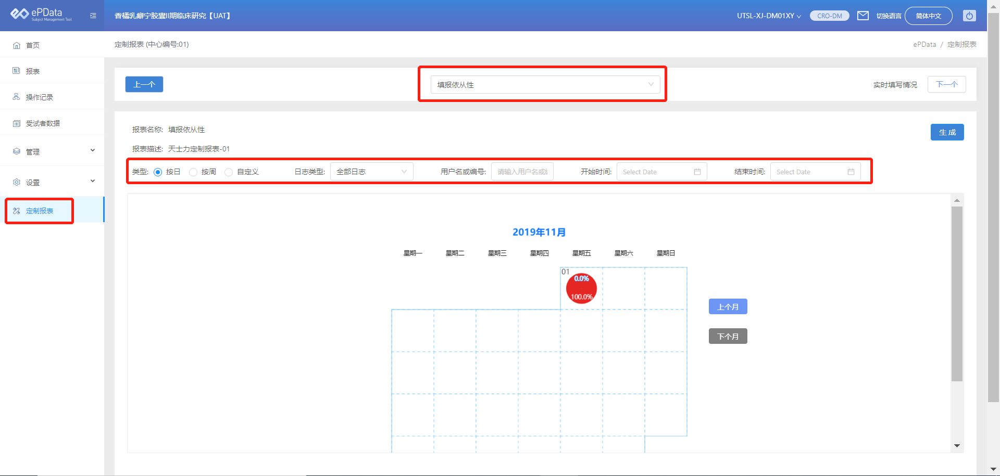 ePData
Subject Management Tool
香橘乳癖宁胶囊II期临床研究【UAT】
UTSL-XJ-DM01XY
CRO-DM
切换语言
简体中文
首页
报表
操作记录
受试者数据
管理
设置
定制报表
定制报表 (中心编号:01)
ePData / 定制报表
上一个
填报依从性
实时填写情况
下一个
报表名称: 填报依从性
生 成
报表描述: 天士力定制报表-01
类型: 按日 按周 自定义 日志类型: 全部日志 用户名或编号: 请输入用户名或 开始时间: Select Date 结束时间: Select Date
2019年11月
星期一 星期二 星期三 星期四 星期五 星期六 星期日
01
0.0%
100.0%
上个月
下个月